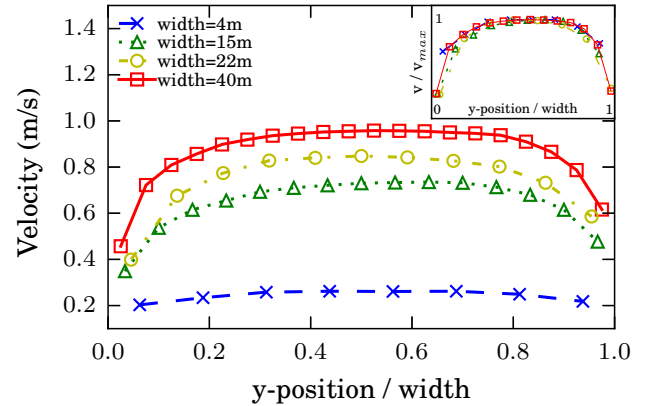 1.4
1.2
1.0
0.8
0.6
0.4
0.2
0.0 0.2 0.4 0.6 0.8 1.0
Velocity (m/s)
y-position / width
width=4m
width=15m
width=22m
width=40m
1
0 1
v / v_max
y-position / width